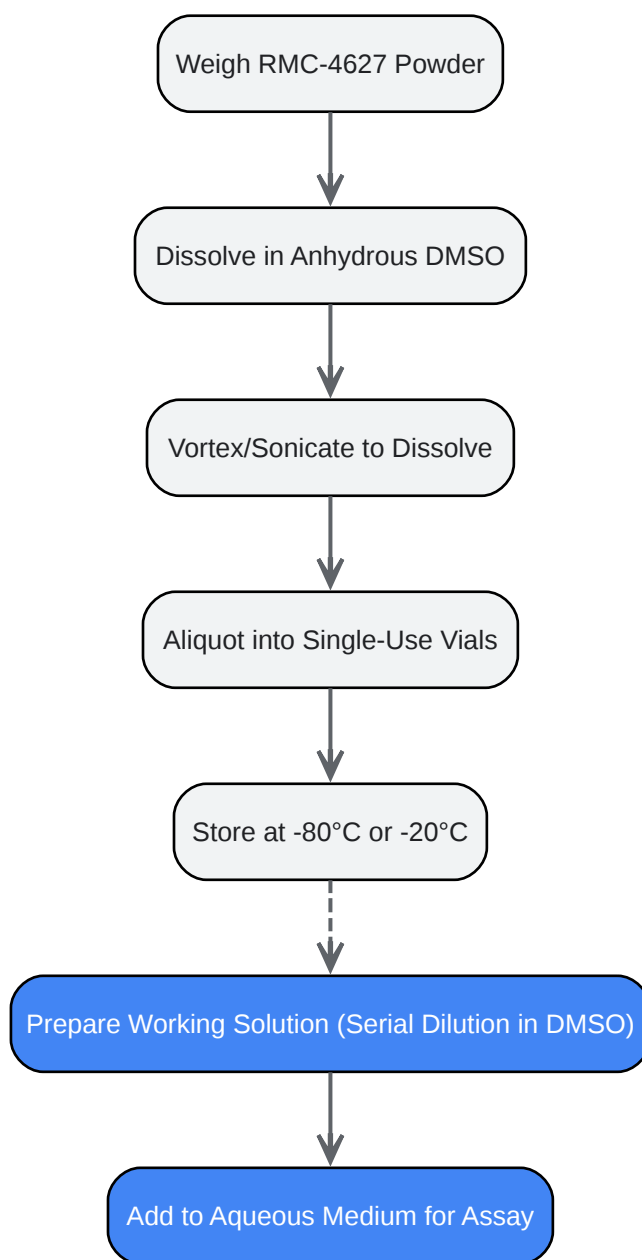 Weigh RMC-4627 Powder
Dissolve in Anhydrous DMSO
Vortex/Sonicate to Dissolve
Aliquot into Single-Use Vials
Store at -80°C or -20°C
Prepare Working Solution (Serial Dilution in DMSO)
Add to Aqueous Medium for Assay